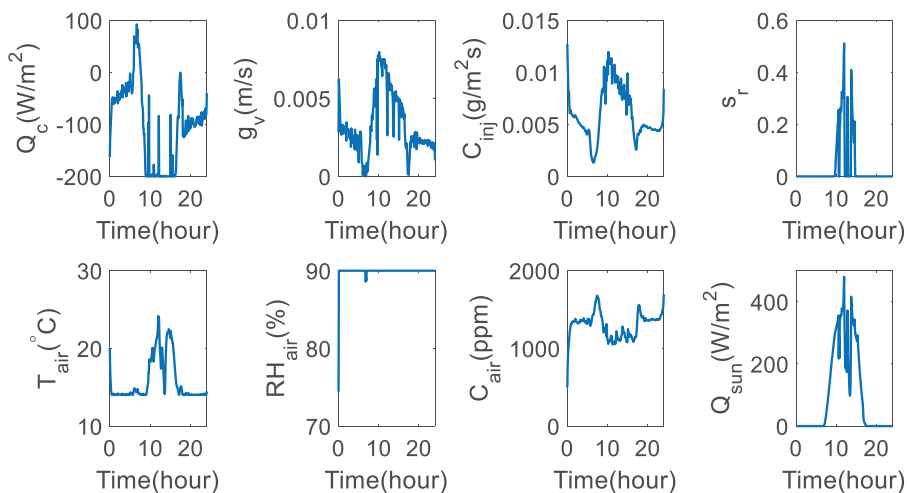 Q_c(W/m²)
100
0
-100
-200
0 10 20
Time(hour)
g_v(m/s)
0.01
0.005
0
0 10 20
Time(hour)
C_inj(g/m²s)
0.015
0.01
0.005
0
0 10 20
Time(hour)
s_r
0.6
0.4
0.2
0
0 10 20
Time(hour)
T_air(°C)
30
20
10
0 10 20
Time(hour)
RH_air(%)
90
80
70
0 10 20
Time(hour)
C_air(ppm)
2000
1000
0
0 10 20
Time(hour)
Q_sun(W/m²)
400
200
0
0 10 20
Time(hour)